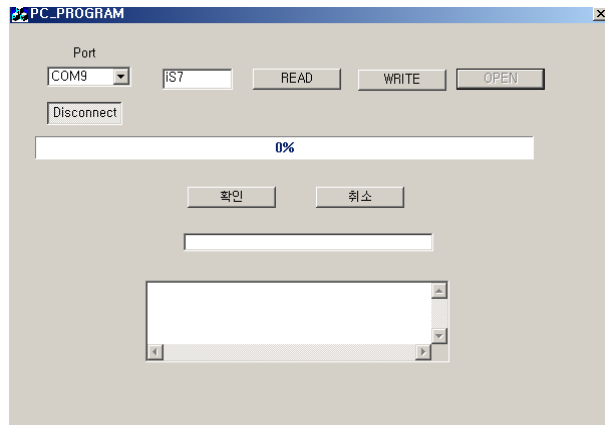 PC_PROGRAM
Port
COM9 iS7 READ WRITE OPEN
Disconnect
0%
확인 취소